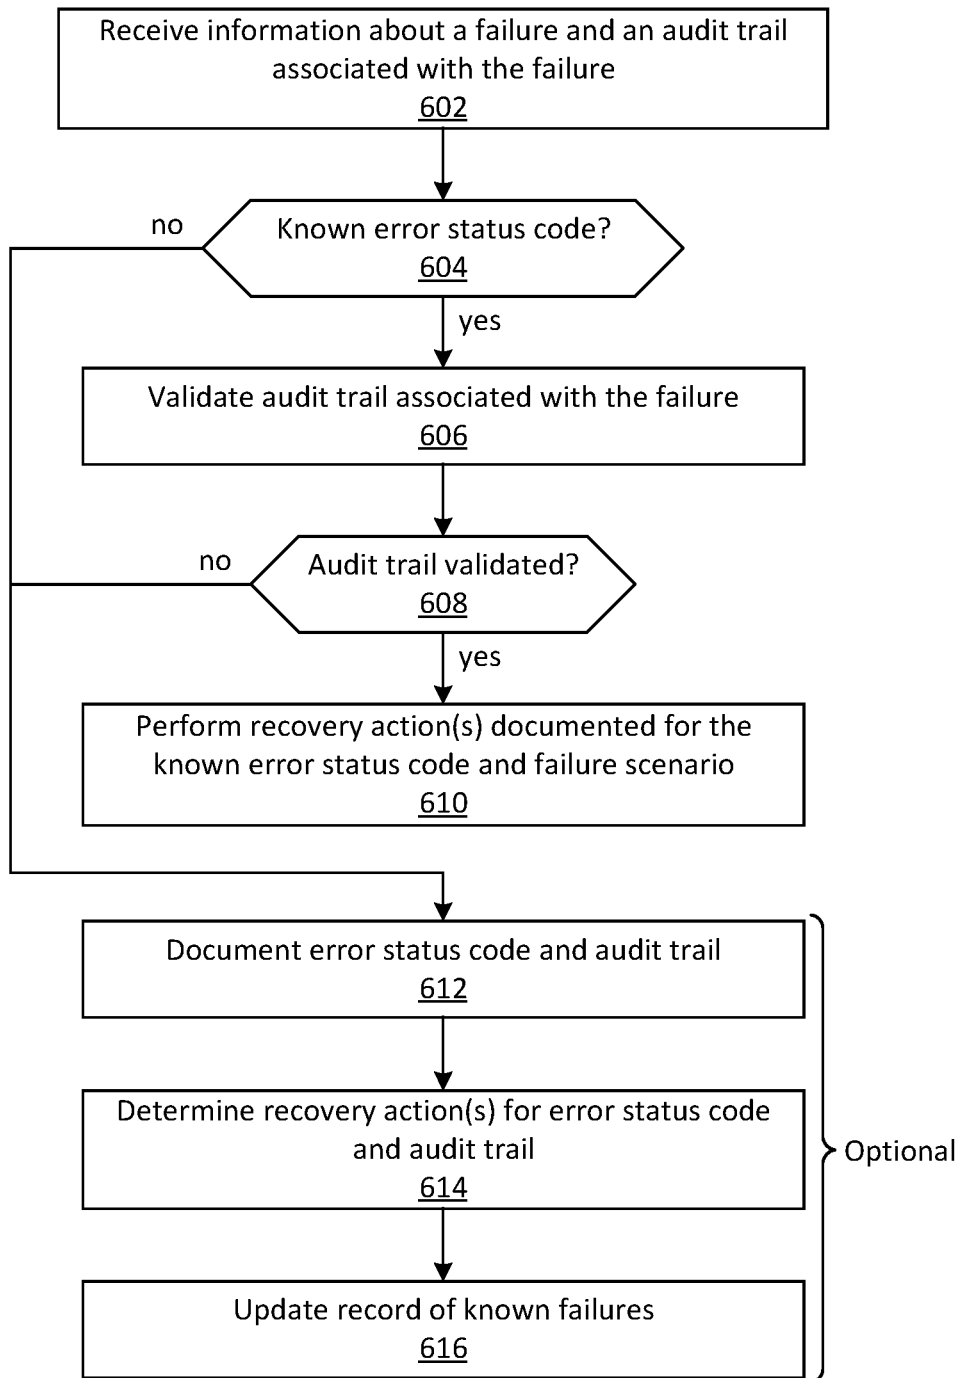 Receive information about a failure and an audit trail
associated with the failure
602
no
Known error status code?
604
yes
Validate audit trail associated with the failure
606
no
Audit trail validated?
608
yes
Perform recovery action(s) documented for the
known error status code and failure scenario
610
Document error status code and audit trail
612
Determine recovery action(s) for error status code
and audit trail
614
Optional
Update record of known failures
616